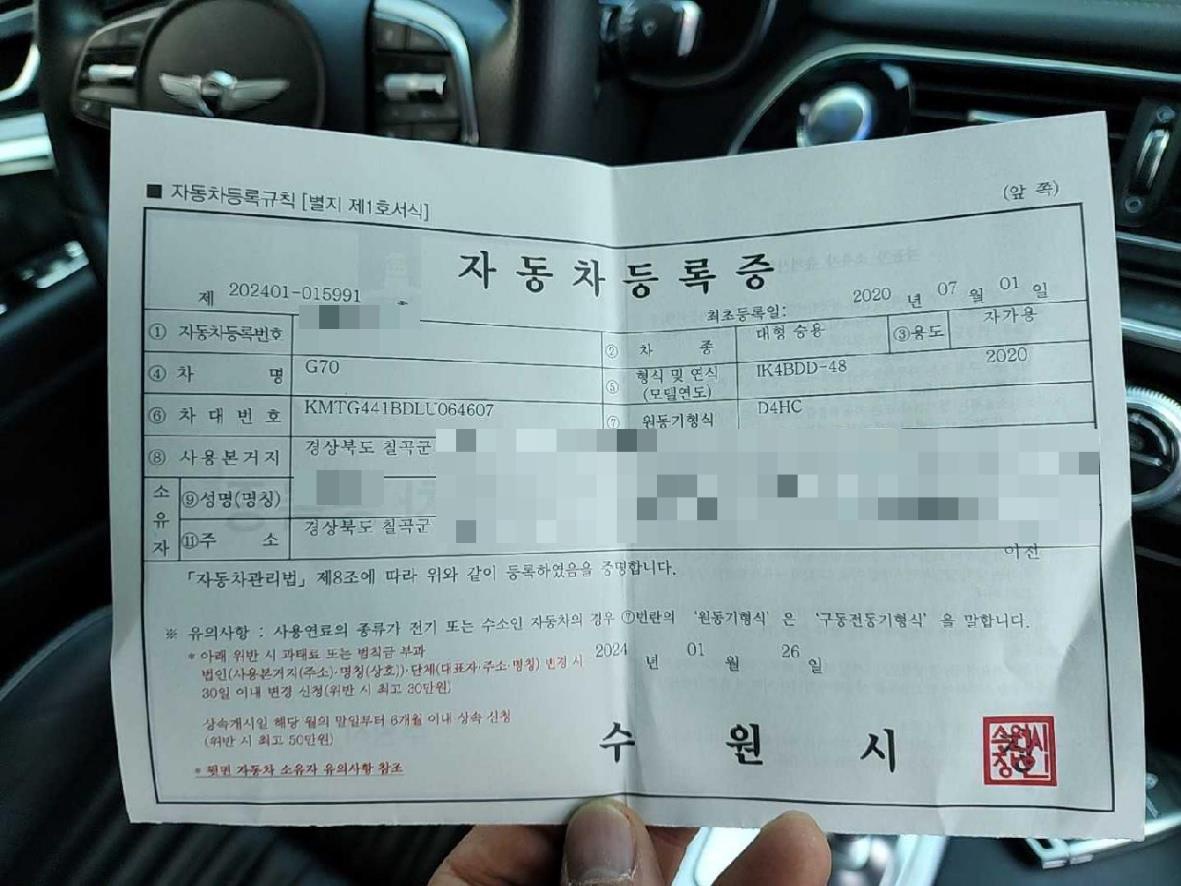 ■ 자동차등록규칙 [별지 제1호서식]
(앞 쪽)
자 동 차 등 록 증
제 202401-015991
최초등록일: 2020 년 07 월 01 일
① 자동차등록번호
② 차 종 대형 승용 ③용도 자가용
④ 차 명 G70
⑤ 형식 및 연식 (모델연도) IK4BDD-48 2020
⑥ 차 대 번 호 KMTG441BDLU064607
⑦ 원동기형식 D4HC
⑧ 사 용 본 거 지 경상북도 칠곡군
소유자
⑨성명(명칭)
⑪주 소 경상북도 칠곡군
이전
「자동차관리법」 제8조에 따라 위와 같이 등록하였음을 증명합니다.
※ 유의사항 : 사용연료의 종류가 전기 또는 수소인 자동차의 경우 ⑦번란의 '원동기형식' 은 '구동전동기형식' 을 말합니다.
* 아래 위반 시 과태료 또는 범칙금 부과
법인(사용본거지(주소)·명칭(상호))·단체(대표자·주소·명칭) 변경 시
30일 이내 변경 신청(위반 시 최고 30만원)
2024 년 01 월 26 일
상속개시일 해당 월의 말일부터 6개월 이내 상속 신청
(위반 시 최고 50만원)
* 뒷면 자동차 소유자 유의사항 참조
수 원 시 장
수원시
장인